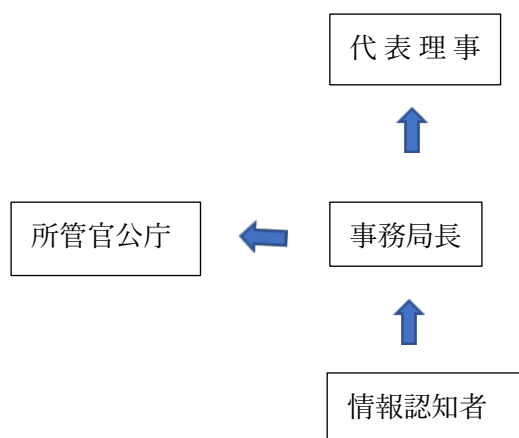 代 表 理 事
所管官公庁
事務局長
情報認知者